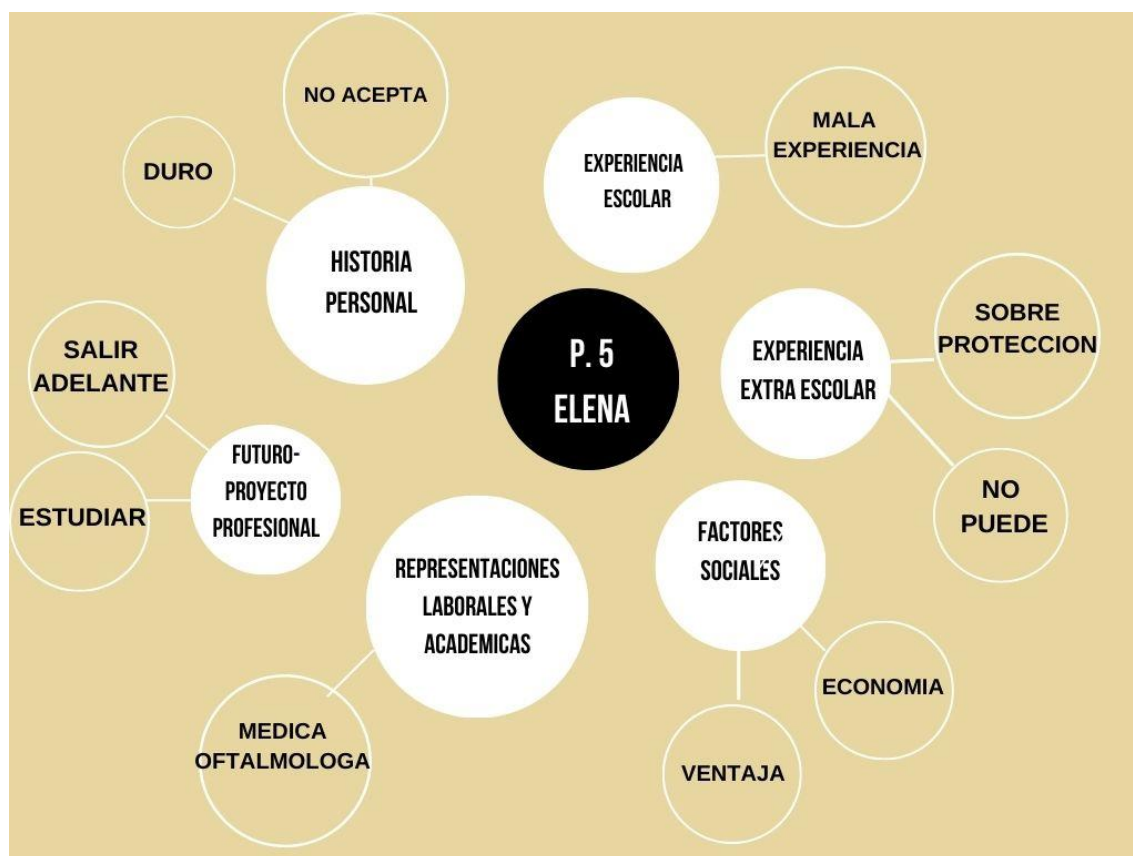 NO ACEPTA
DURO
HISTORIA
PERSONAL
EXPERIENCIA
ESCOLAR
MALA
EXPERIENCIA
P. 5
ELENA
EXPERIENCIA
EXTRA ESCOLAR
SOBRE
PROTECCION
NO
PUEDE
SALIR
ADELANTE
ESTUDIAR
FUTURO-
PROYECTO
PROFESIONAL
REPRESENTACIONES
LABORALES Y
ACADEMICAS
MEDICA
OFTALMOLOGA
FACTORES
SOCIALES
ECONOMIA
VENTAJA